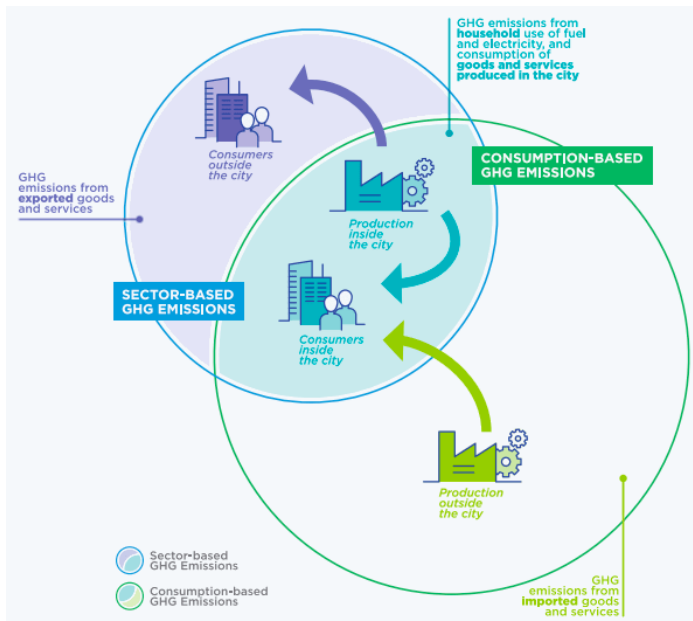 GHG emissions from
household use of fuel
and electricity, and
consumption of
goods and services
produced in the city
Consumers
outside
the city
CONSUMPTION-BASED
GHG EMISSIONS
GHG
emissions from
exported goods
and services
Production
inside
the city
SECTOR-BASED
GHG EMISSIONS
Consumers
inside
the city
Production
outside
the city
Sector-based
GHG Emissions
Consumption-based
GHG Emissions
GHG
emissions from
imported goods
and services